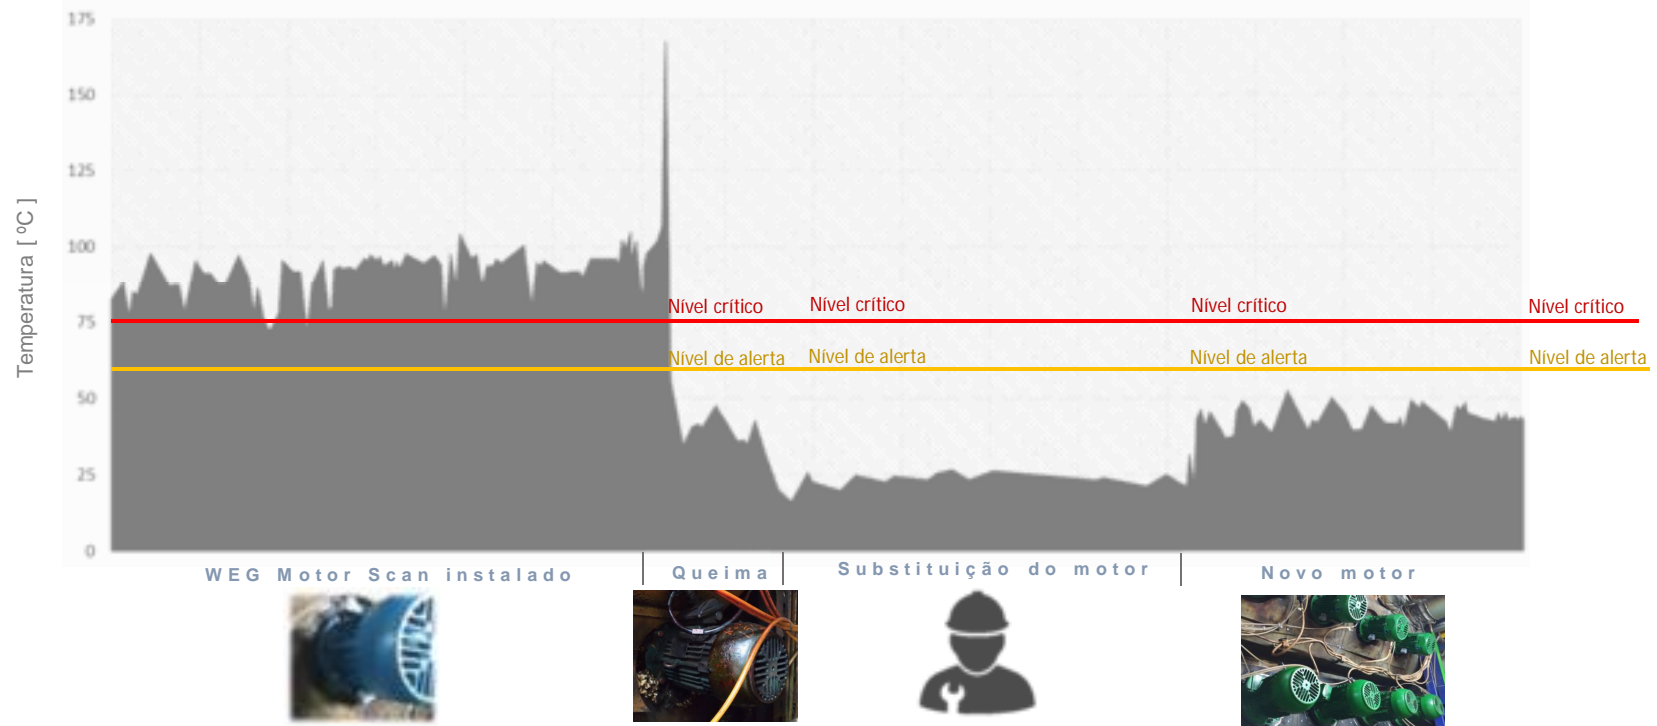 175
150
125
100
75
50
25
0
Temperatura [ ºC ]
Nível crítico
Nível crítico
Nível crítico
Nível crítico
Nível de alerta
Nível de alerta
Nível de alerta
Nível de alerta
WEG Motor Scan instalado
Queima
Substituição do motor
Novo motor